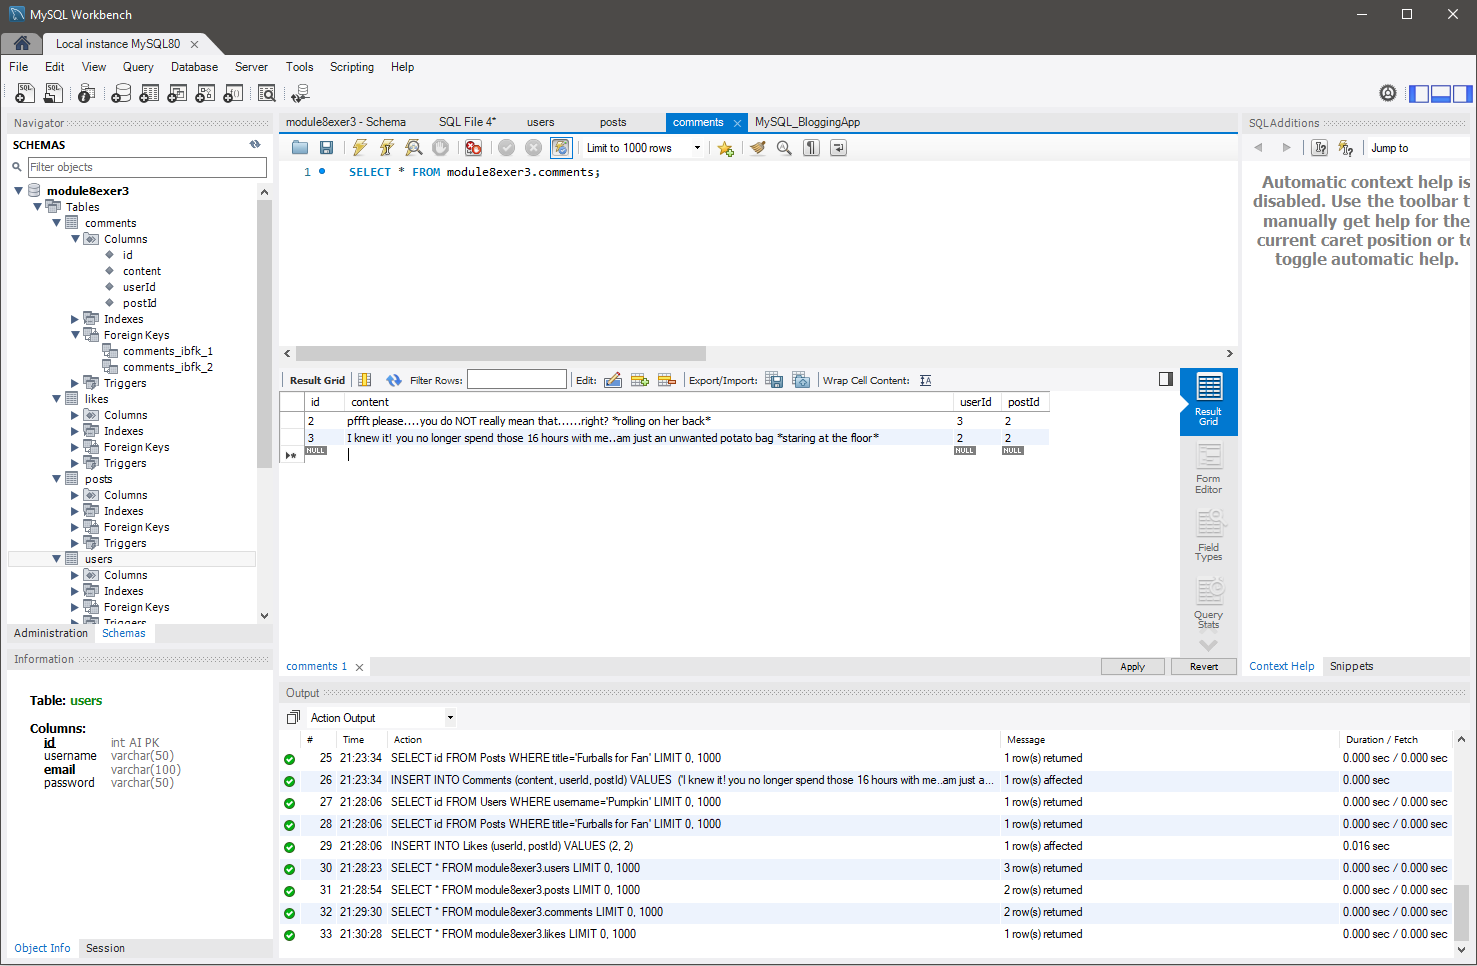 MySQL Workbench
Local instance MySQL80
File Edit View Query Database Server Tools Scripting Help
Navigator
SCHEMAS
Filter objects
module8exer3
Tables
comments
Columns
id
content
userId
postId
Indexes
Foreign Keys
comments_ibfk_1
comments_ibfk_2
Triggers
likes
Columns
Indexes
Foreign Keys
Triggers
posts
Columns
Indexes
Foreign Keys
Triggers
users
Columns
Indexes
Foreign Keys
Triggers
Administration Schemas
Information
Table: users
Columns:
id int AI PK
username varchar(50)
email varchar(100)
password varchar(50)
Object Info Session
module8exer3 - Schema SQL File 4* users posts comments MySQL_BloggingApp
Limit to 1000 rows
1 SELECT * FROM module8exer3.comments;
Result Grid Filter Rows: Edit: Export/Import: Wrap Cell Content:
id content userId postId
2 pffft please....you do NOT really mean that......right? *rolling on her back* 3 2
3 I knew it! you no longer spend those 16 hours with me..am just an unwanted potato bag *staring at the floor* 2 2
NULL NULL NULL
Result
Grid
Form
Editor
Field
Types
Query
Stats
comments 1 Apply Revert
SQLAdditions
Jump to
Automatic context help is
disabled. Use the toolbar t
manually get help for the
current caret position or to
toggle automatic help.
Context Help Snippets
Output
Action Output
# Time Action Message Duration / Fetch
25 21:23:34 SELECT id FROM Posts WHERE title='Furballs for Fan' LIMIT 0, 1000 1 row(s) returned 0.000 sec / 0.000 sec
26 21:23:34 INSERT INTO Comments (content, userId, postId) VALUES ('I knew it! you no longer spend those 16 hours with me..am just a... 1 row(s) affected 0.000 sec
27 21:28:06 SELECT id FROM Users WHERE username='Pumpkin' LIMIT 0, 1000 1 row(s) returned 0.000 sec / 0.000 sec
28 21:28:06 SELECT id FROM Posts WHERE title='Furballs for Fan' LIMIT 0, 1000 1 row(s) returned 0.000 sec / 0.000 sec
29 21:28:06 INSERT INTO Likes (userId, postId) VALUES (2, 2) 1 row(s) affected 0.016 sec
30 21:28:23 SELECT * FROM module8exer3.users LIMIT 0, 1000 3 row(s) returned 0.000 sec / 0.000 sec
31 21:28:54 SELECT * FROM module8exer3.posts LIMIT 0, 1000 2 row(s) returned 0.000 sec / 0.000 sec
32 21:29:30 SELECT * FROM module8exer3.comments LIMIT 0, 1000 2 row(s) returned 0.000 sec / 0.000 sec
33 21:30:28 SELECT * FROM module8exer3.likes LIMIT 0, 1000 1 row(s) returned 0.000 sec / 0.000 sec